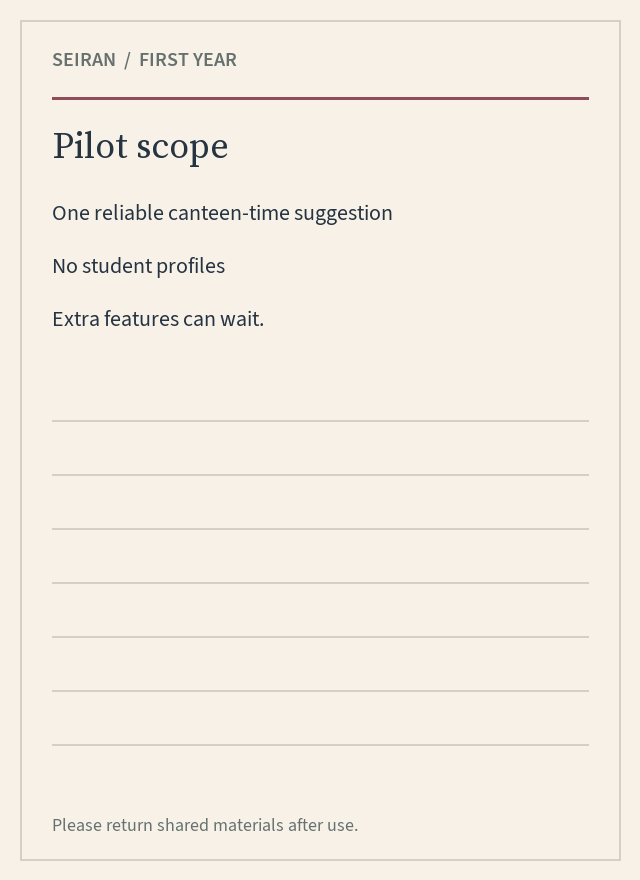 SEIRAN / FIRST YEAR
Pilot scope
One reliable canteen-time suggestion
No student profiles
Extra features can wait.
Please return shared materials after use.